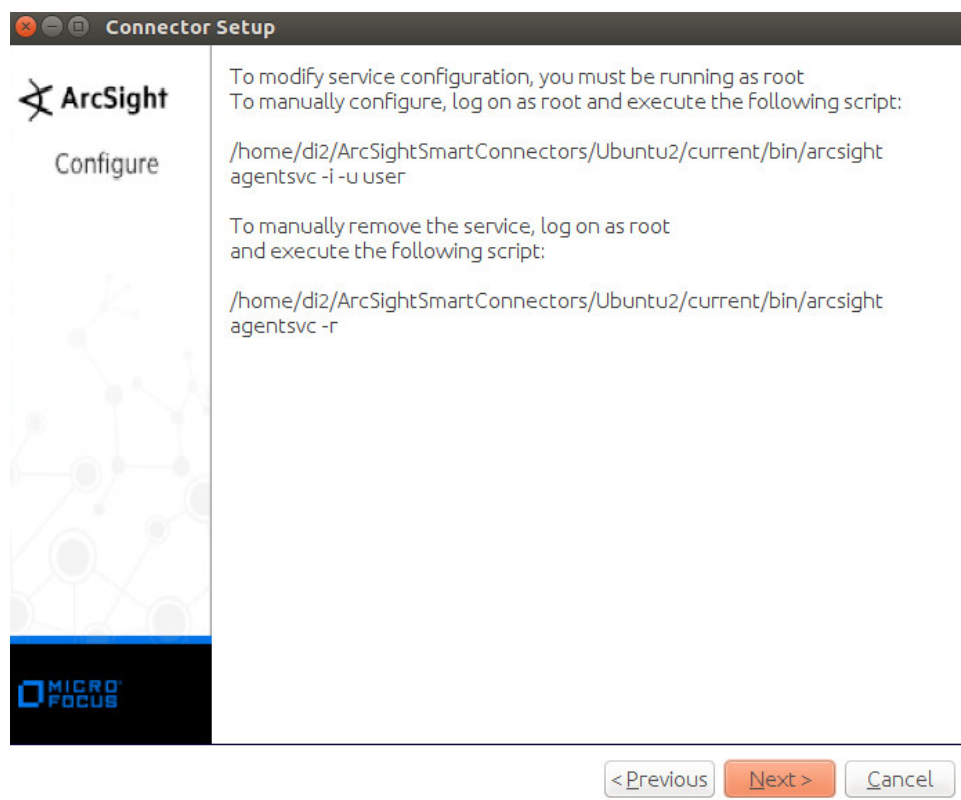 Connector Setup
ArcSight
Configure
To modify service configuration, you must be running as root
To manually configure, log on as root and execute the following script:
/home/di2/ArcSightSmartConnectors/Ubuntu2/current/bin/arcsight
agentsvc -i -u user
To manually remove the service, log on as root
and execute the following script:
/home/di2/ArcSightSmartConnectors/Ubuntu2/current/bin/arcsight
agentsvc -r
MICRO
FOCUS
< Previous
Next >
Cancel